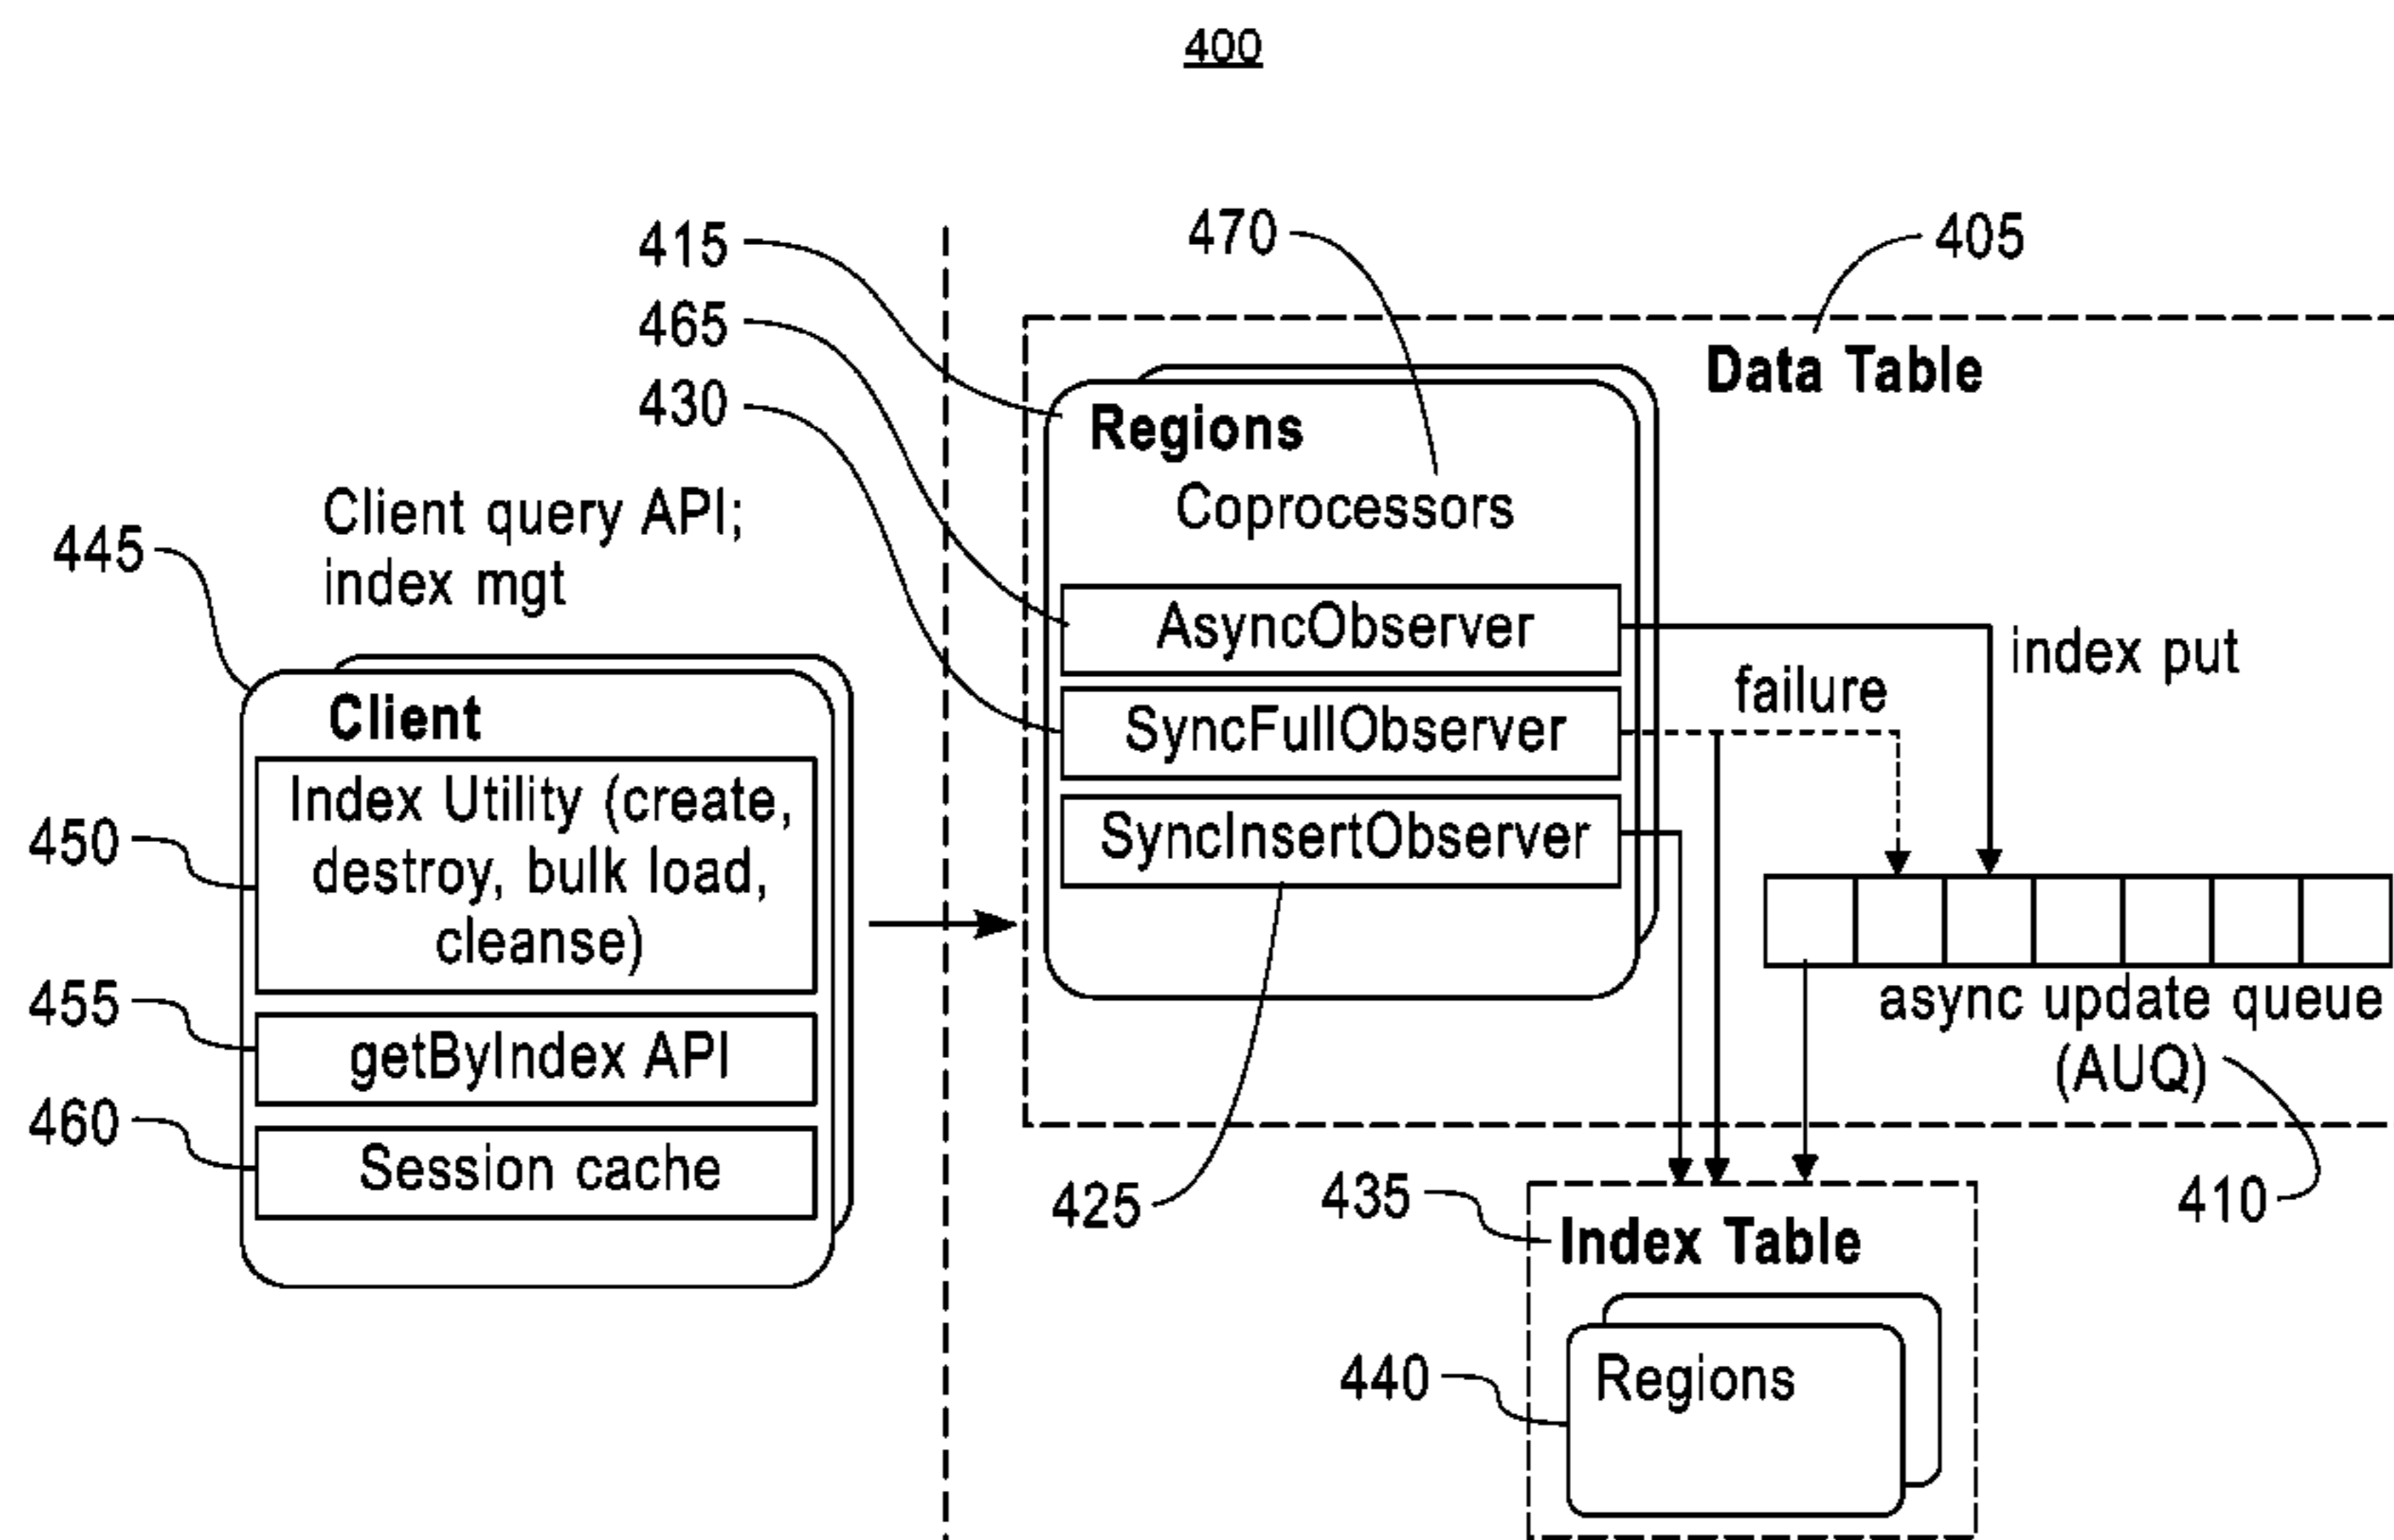 400
415
470
405
465
430
Data Table
Regions
Coprocessors
Client query API;
index mgt
445
AsyncObserver
index put
failure
SyncFullObserver
SyncInsertObserver
Client
Index Utility (create,
destroy, bulk load,
cleanse)
450
455
getByIndex API
460
Session cache
async update queue
(AUQ)
425
435
410
Index Table
440
Regions